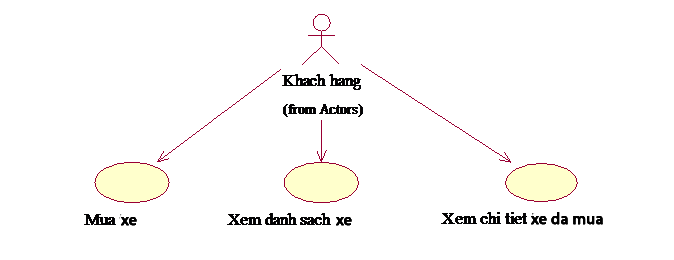 Khach hang
(from Actors)
Mua xe
Xem danh sach xe
Xem chi tiet xe da mua